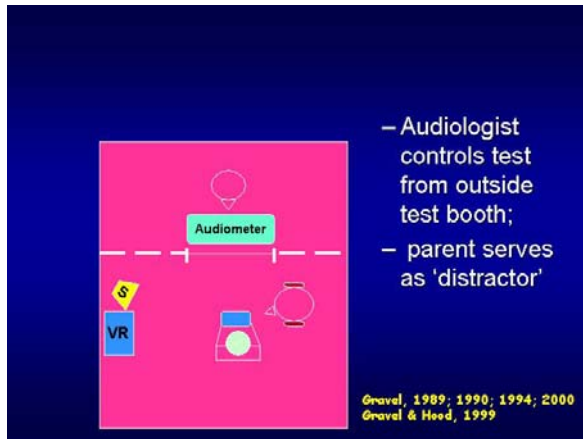 – Audiologist
controls test
from outside
test booth;
– parent serves
as ‘distractor’
Audiometer
S
VR
Gravel, 1989; 1990; 1994; 2000
Gravel & Hood, 1999